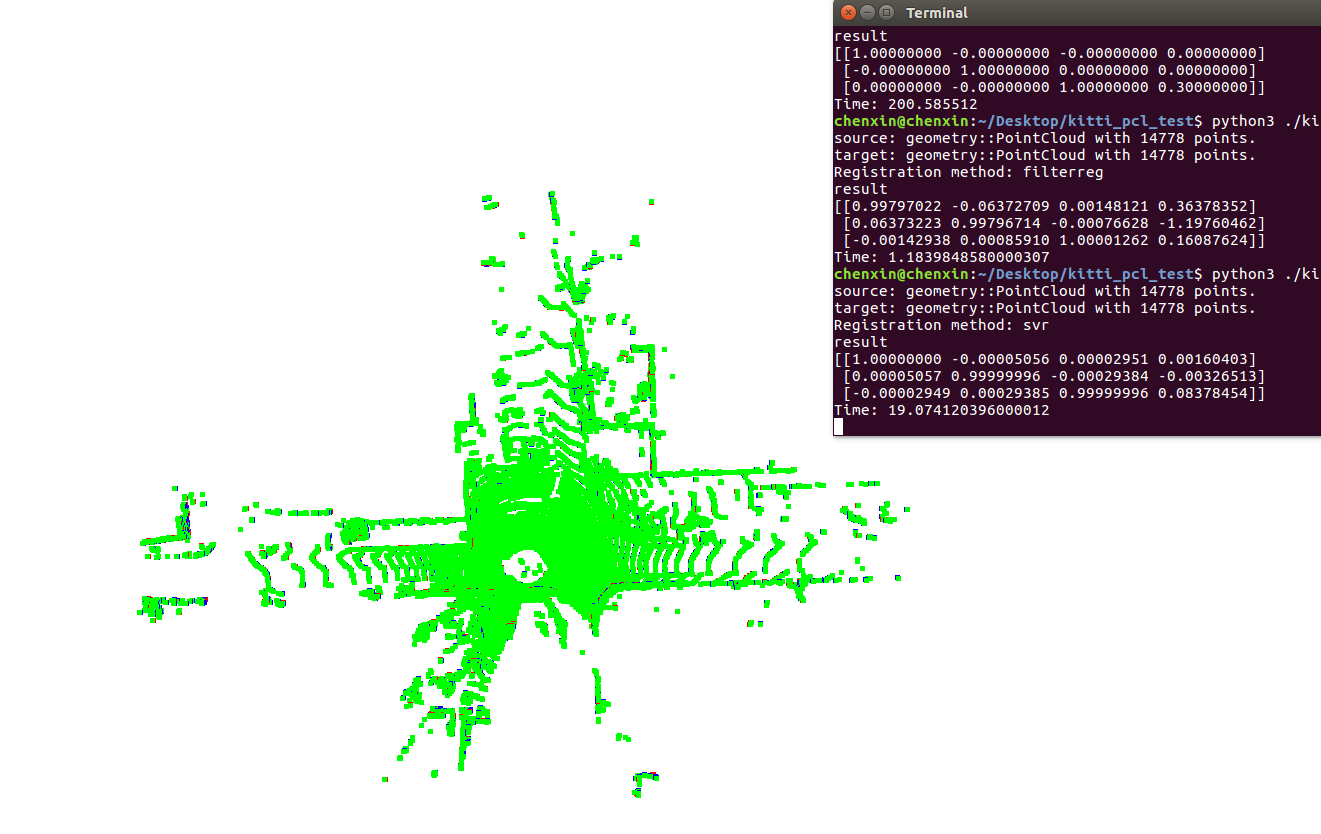 Terminal
result
[[1.00000000 -0.00000000 -0.00000000 0.00000000]
[-0.00000000 1.00000000 0.00000000 0.00000000]
[0.00000000 -0.00000000 1.00000000 0.30000000]]
Time: 200.585512
chenxin@chenxin:~/Desktop/kitti_pcl_test$ python3 ./ki
source: geometry::PointCloud with 14778 points.
target: geometry::PointCloud with 14778 points.
Registration method: filterreg
result
[[0.99797022 -0.06372709 0.00148121 0.36378352]
[0.06373223 0.99796714 -0.00076628 -1.19760462]
[-0.00142938 0.00085910 1.00001262 0.16087624]]
Time: 1.1839848580000307
chenxin@chenxin:~/Desktop/kitti_pcl_test$ python3 ./ki
source: geometry::PointCloud with 14778 points.
target: geometry::PointCloud with 14778 points.
Registration method: svr
result
[[1.00000000 -0.00005056 0.00002951 0.00160403]
[0.00005057 0.99999996 -0.00029384 -0.00326513]
[-0.00002949 0.00029385 0.99999996 0.08378454]]
Time: 19.074120396000012